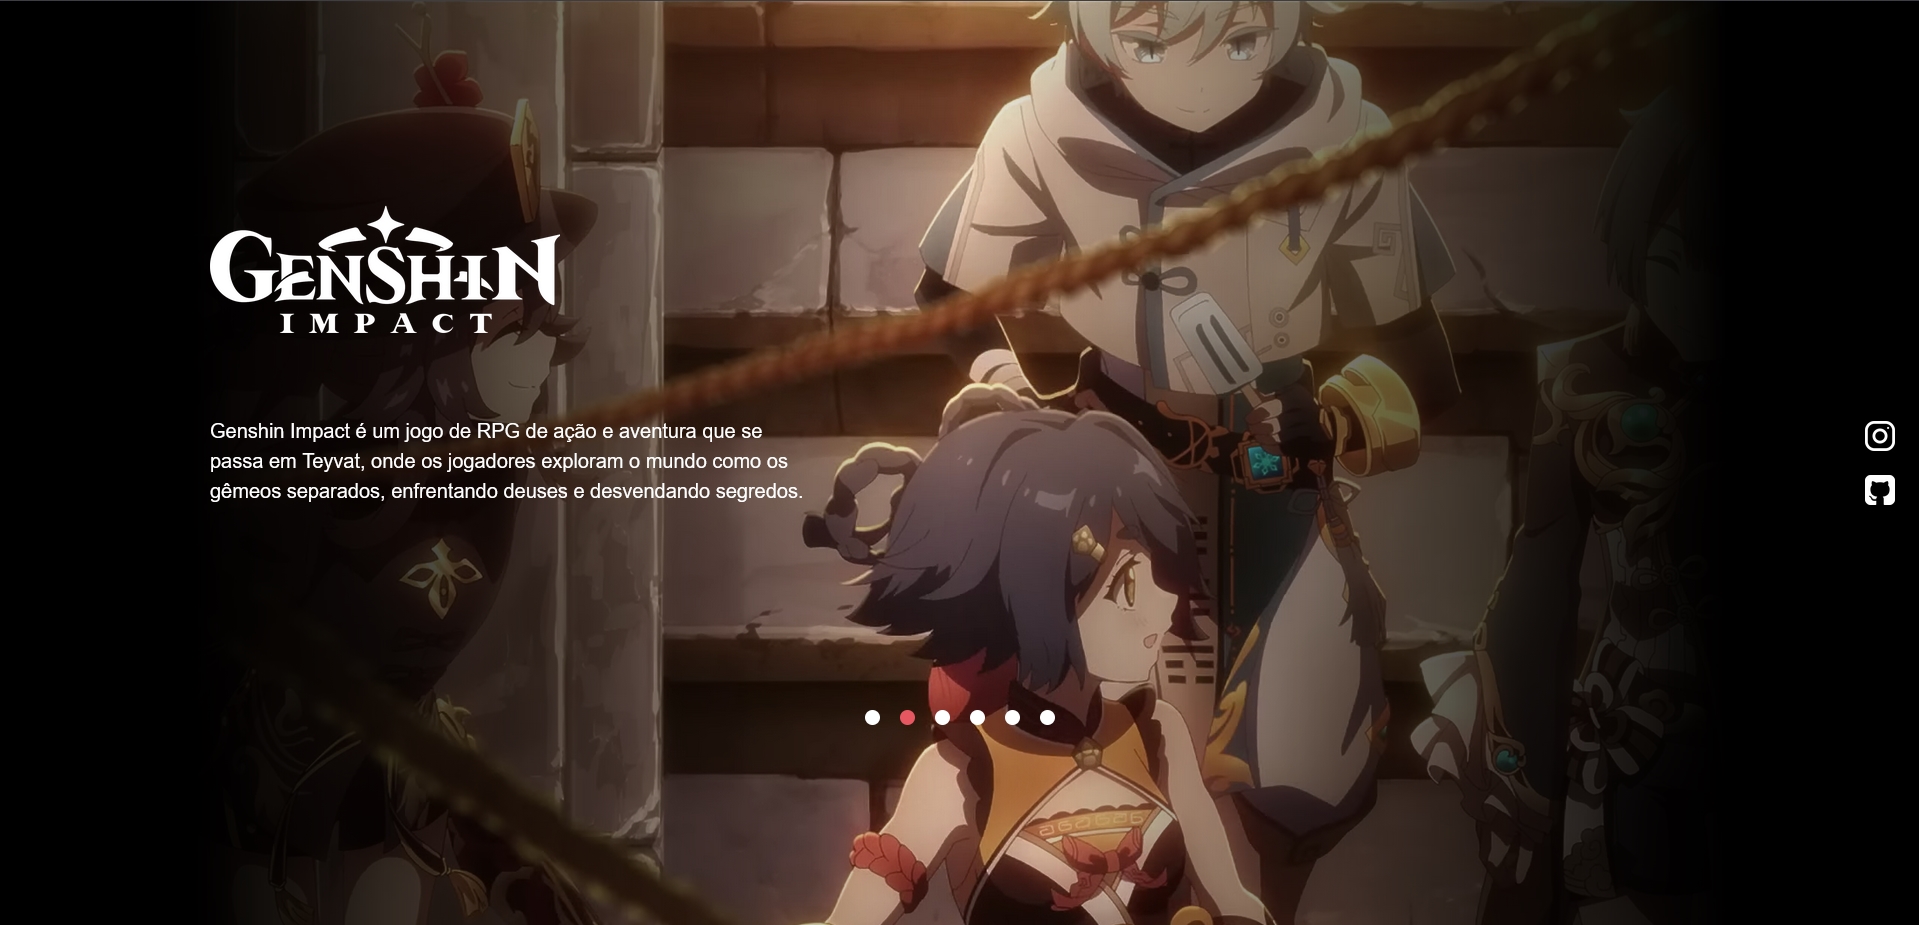 GENSHIN
IMPACT
Genshin Impact é um jogo de RPG de ação e aventura que se
passa em Teyvat, onde os jogadores exploram o mundo como os
gêmeos separados, enfrentando deuses e desvendando segredos.